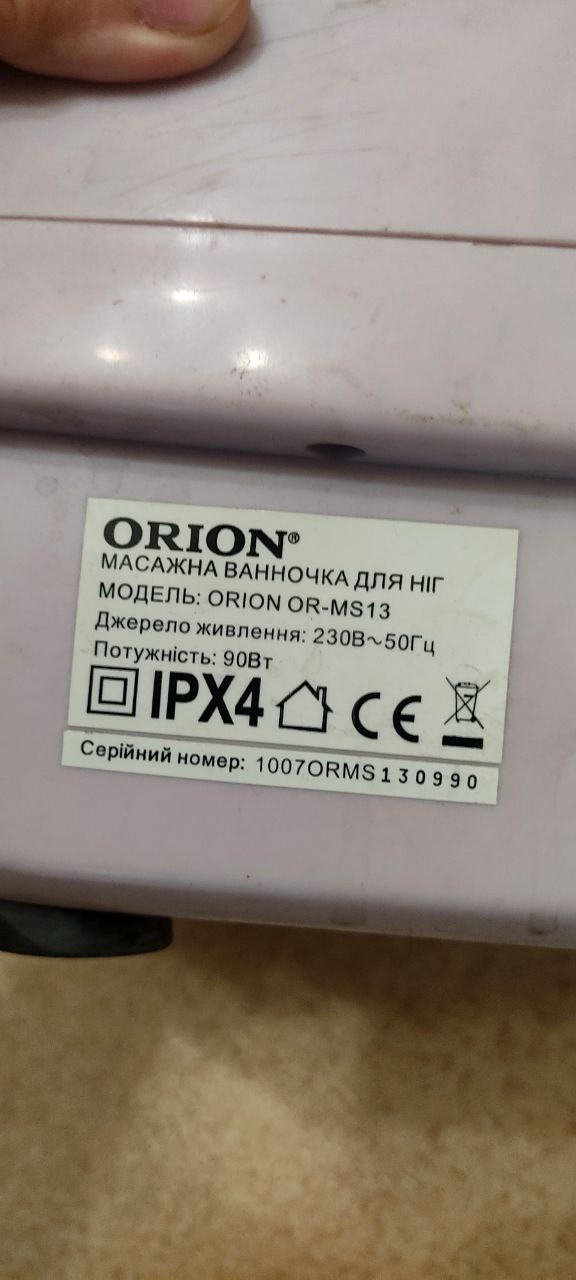 ORION®
МАСАЖНА ВАННОЧКА ДЛЯ НІГ
МОДЕЛЬ: ORION OR-MS13
Джерело живлення: 230В~50Гц
Потужність: 90Вт
IPX4 CE
Серійний номер: 1007ORMS130990